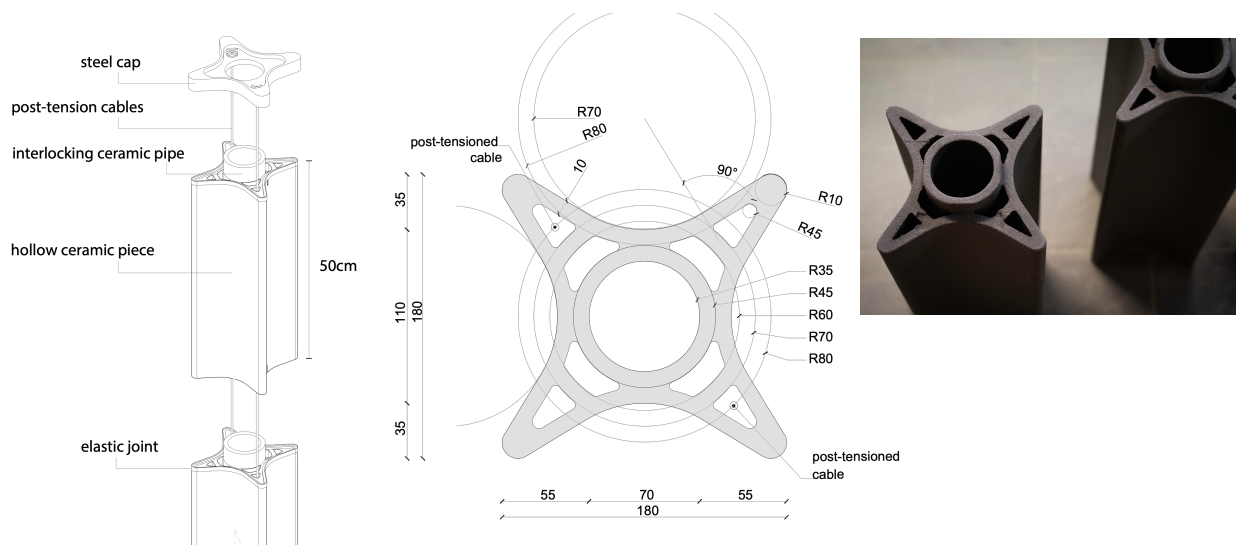 steel cap
post-tension cables
interlocking ceramic pipe
hollow ceramic piece
50cm
elastic joint
R70
R80
post-tensioned
cable
10
90°
R10
R45
35
110
180
35
R35
R45
R60
R70
R80
post-tensioned
cable
55
70
55
180